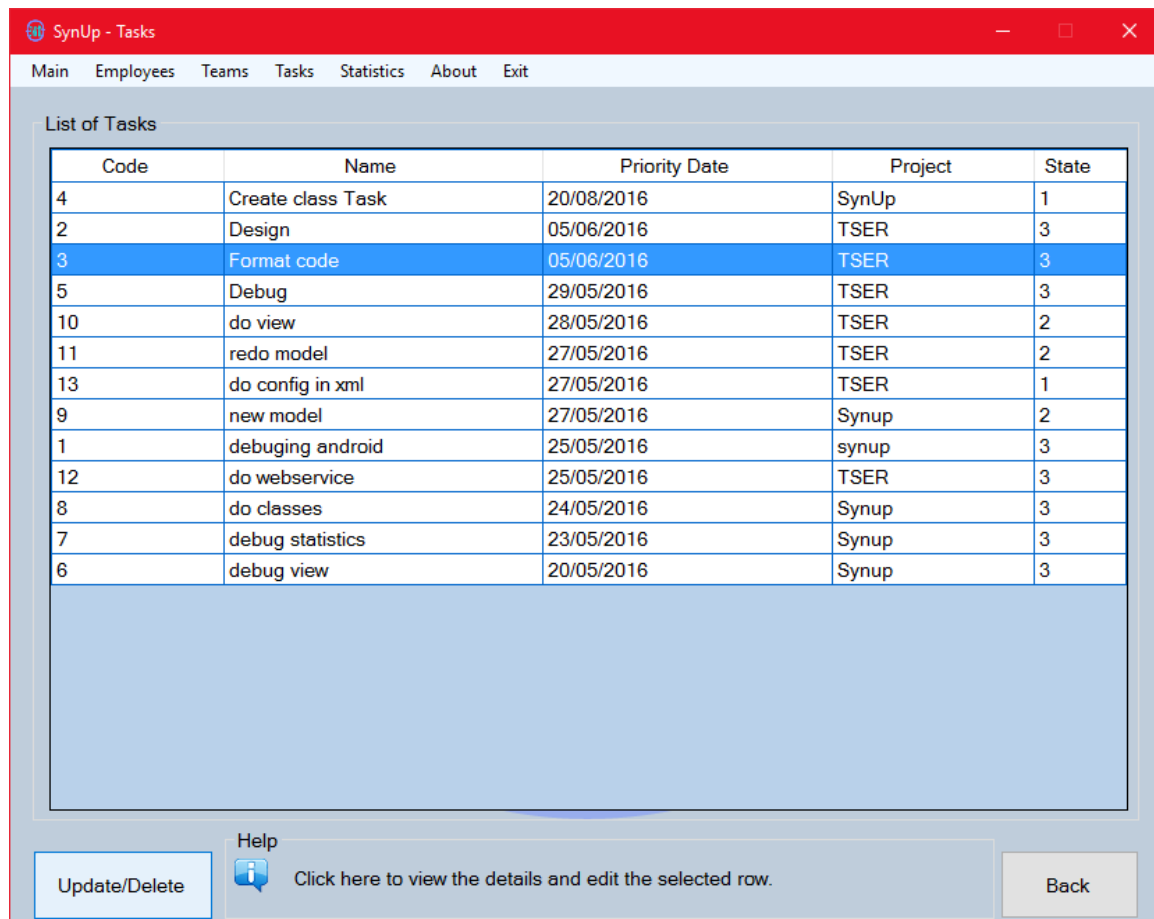 SynUp - Tasks
Main Employees Teams Tasks Statistics About Exit
List of Tasks
Code Name Priority Date Project State
4 Create class Task 20/08/2016 SynUp 1
2 Design 05/06/2016 TSER 3
3 Format code 05/06/2016 TSER 3
5 Debug 29/05/2016 TSER 3
10 do view 28/05/2016 TSER 2
11 redo model 27/05/2016 TSER 2
13 do config in xml 27/05/2016 TSER 1
9 new model 27/05/2016 Synup 2
1 debuging android 25/05/2016 synup 3
12 do webservice 25/05/2016 TSER 3
8 do classes 24/05/2016 Synup 3
7 debug statistics 23/05/2016 Synup 3
6 debug view 20/05/2016 Synup 3
Help
Update/Delete Click here to view the details and edit the selected row. Back